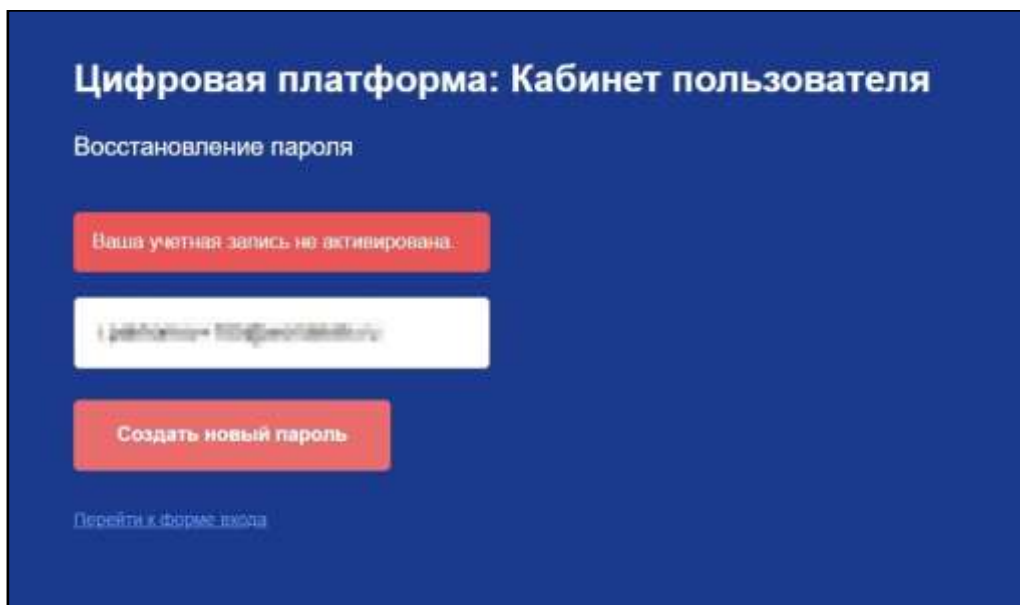 Цифровая платформа: Кабинет пользователя
Восстановление пароля
Ваша учетная запись не активирована.
Создать новый пароль
Перейти к форме входа